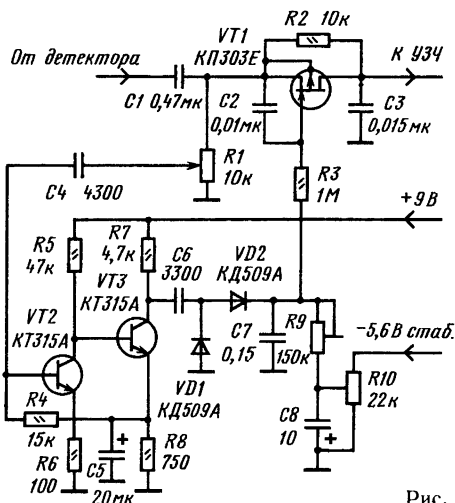 R2 10к
От детектора
VT1
КП303Е
К УЗЧ
C1 0,47мк
C2
0,01мк
C3
0,015мк
R1
10к
C4 4300
R3
1М
+9В
R5
47к
R7
4,7к
C6
3300
VD2
КД509А
VT3
КТ315А
VT2
КТ315А
C7
0,15
R9
150к
-5,6В стаб.
VD1
КД509А
R10
22к
R4
15к
C8
10
+
R6
100
C5
+
20мк
R8
750
Рис.